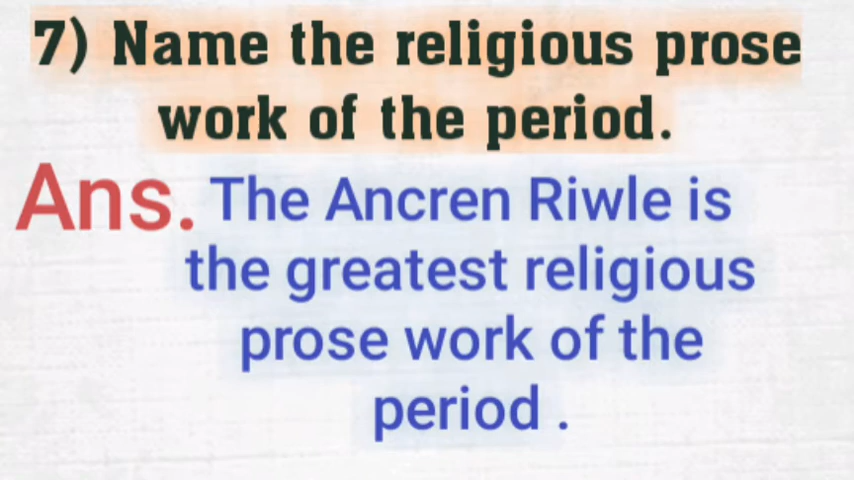 7) Name the religious prose
work of the period.
Ans. The Ancren Riwle is
the greatest religious
prose work of the
period .